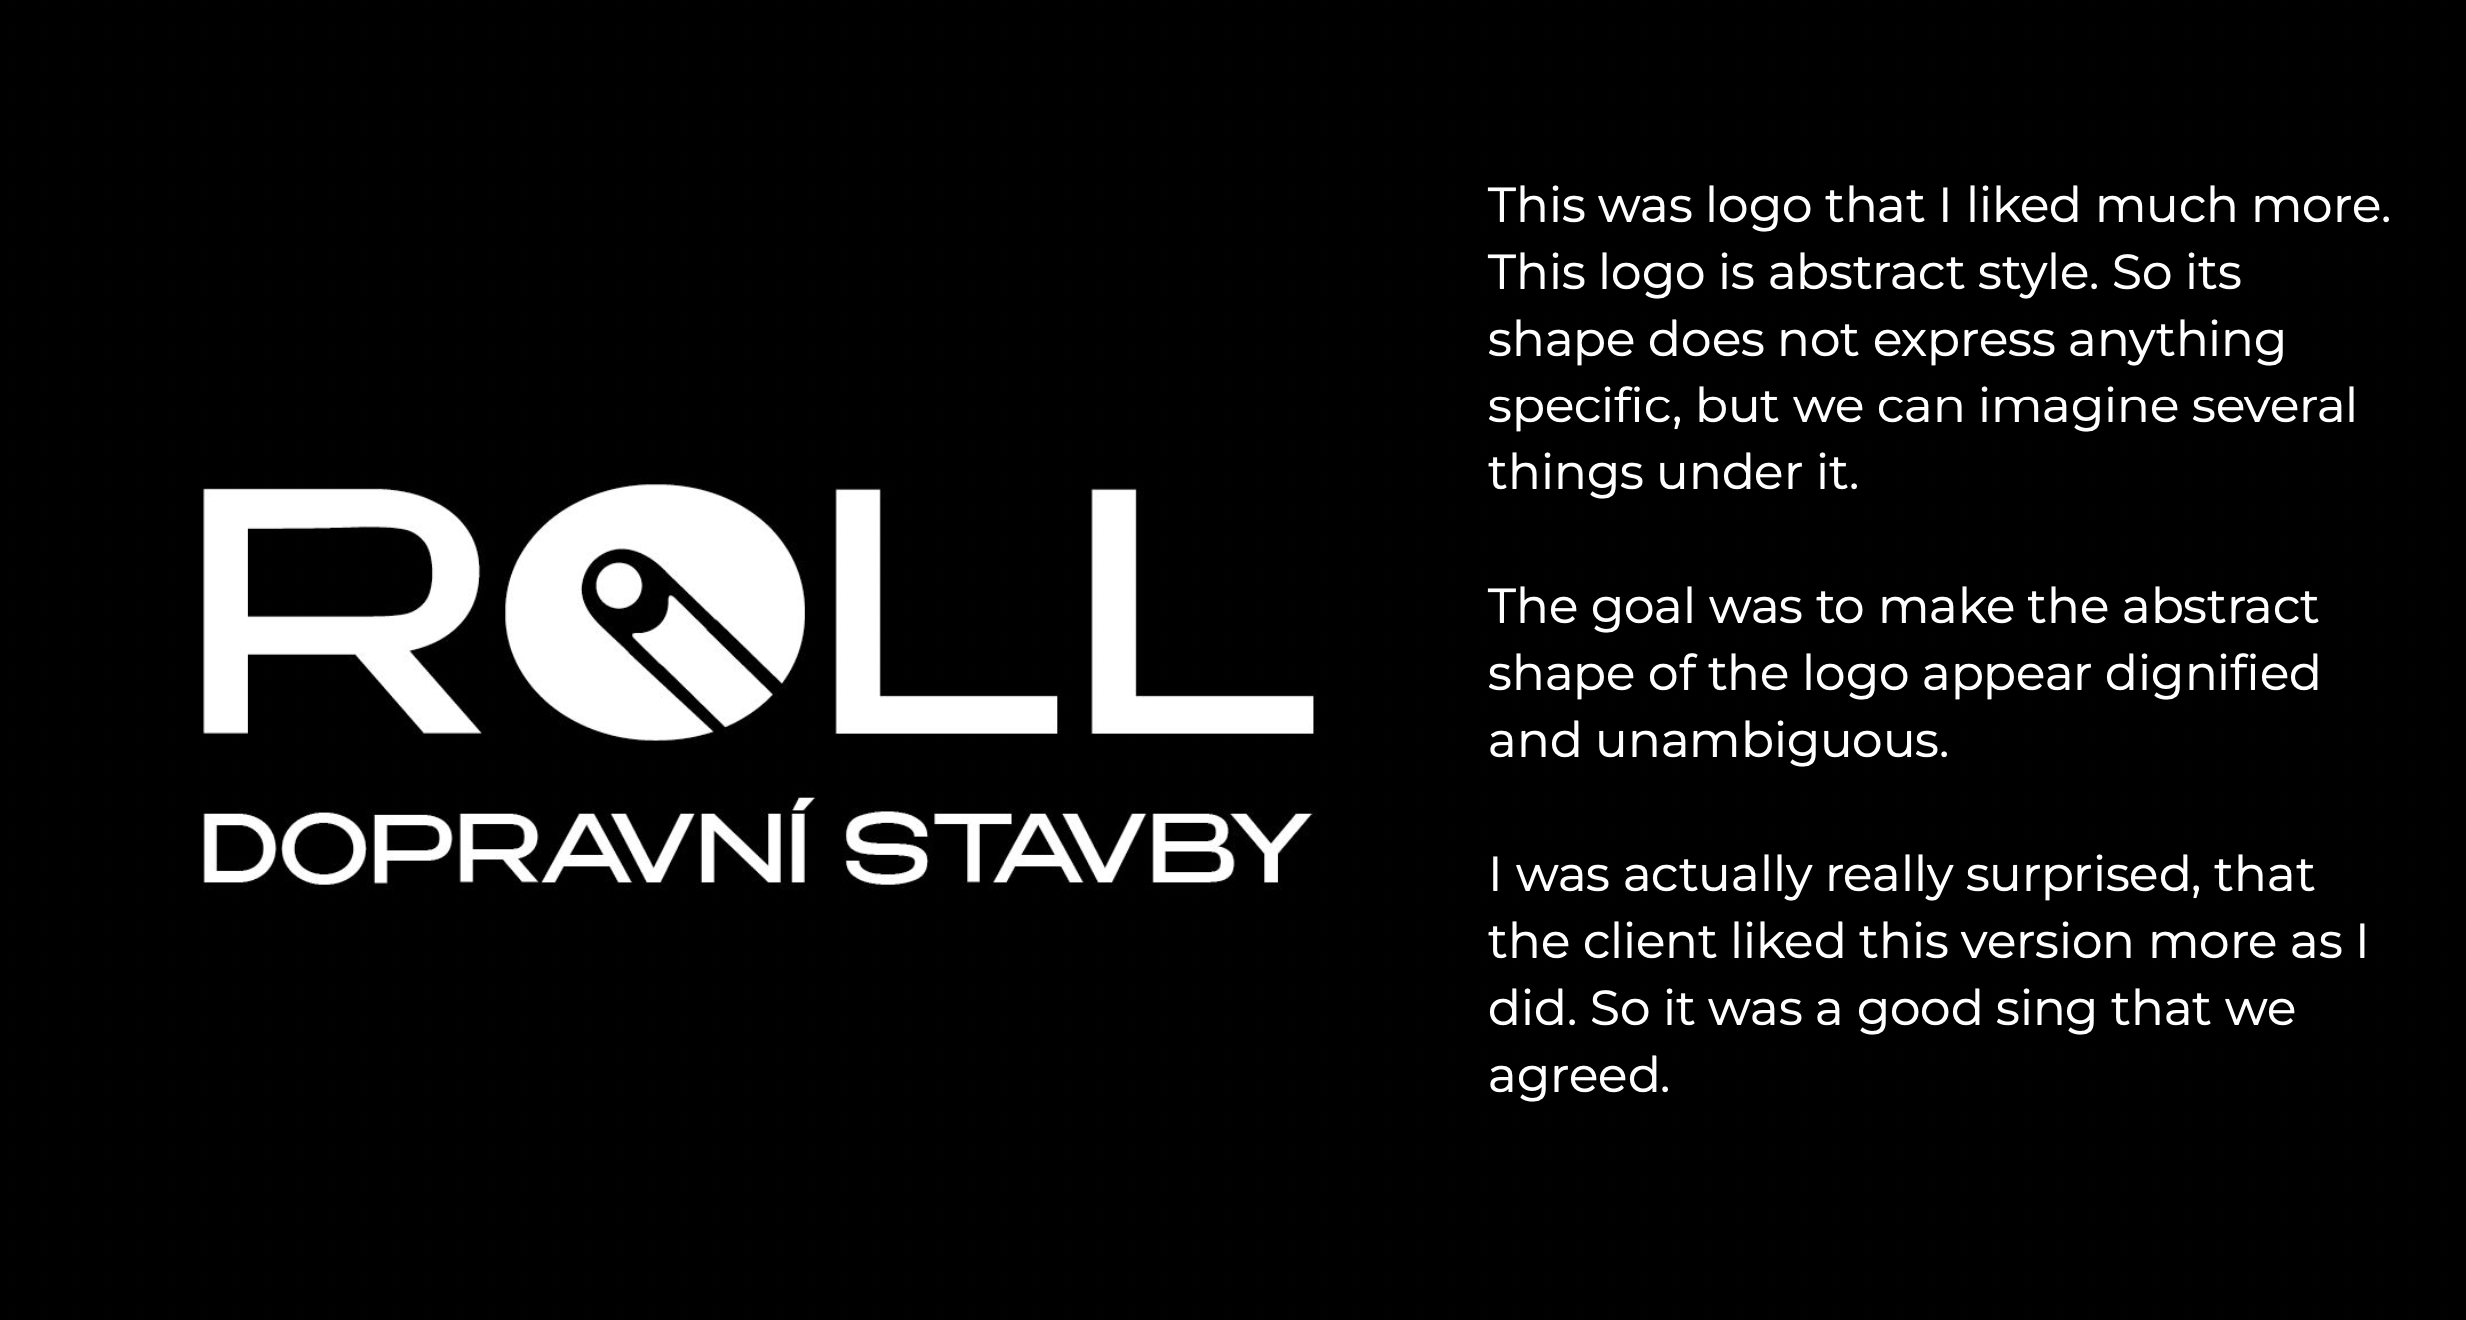 ROLL
DOPRAVNÍ STAVBY
This was logo that I liked much more.
This logo is abstract style. So its
shape does not express anything
specific, but we can imagine several
things under it.
The goal was to make the abstract
shape of the logo appear dignified
and unambiguous.
I was actually really surprised, that
the client liked this version more as I
did. So it was a good sing that we
agreed.